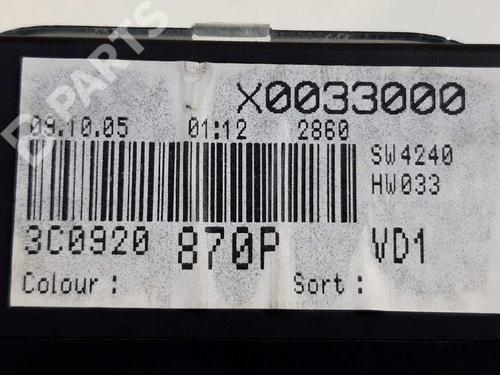 B-PARTS
X0033000
09.10.05 01:12 2860
SW4240
HW033
3C0920 870P VD1
Colour : Sort :